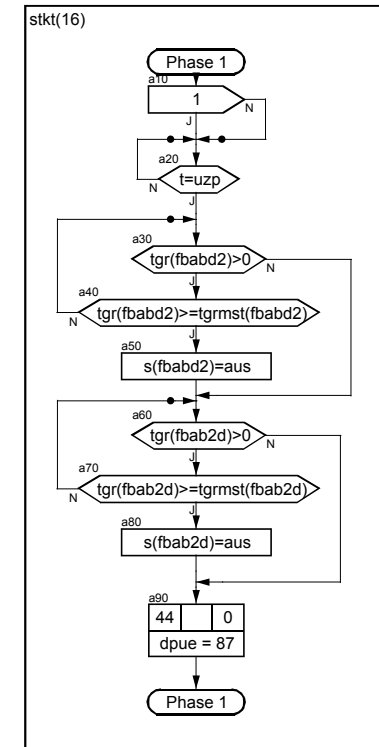 stkt(16)
Phase 1
a10
1
N
J
a20
t=uzp
N
J
a30
tgr(fbabd2)>0
N
J
a40
tgr(fbabd2)>=tgrmst(fbabd2)
N
J
a50
s(fbabd2)=aus
a60
tgr(fbab2d)>0
N
J
a70
tgr(fbab2d)>=tgrmst(fbab2d)
N
J
a80
s(fbab2d)=aus
a90
44 0
dpue = 87
Phase 1